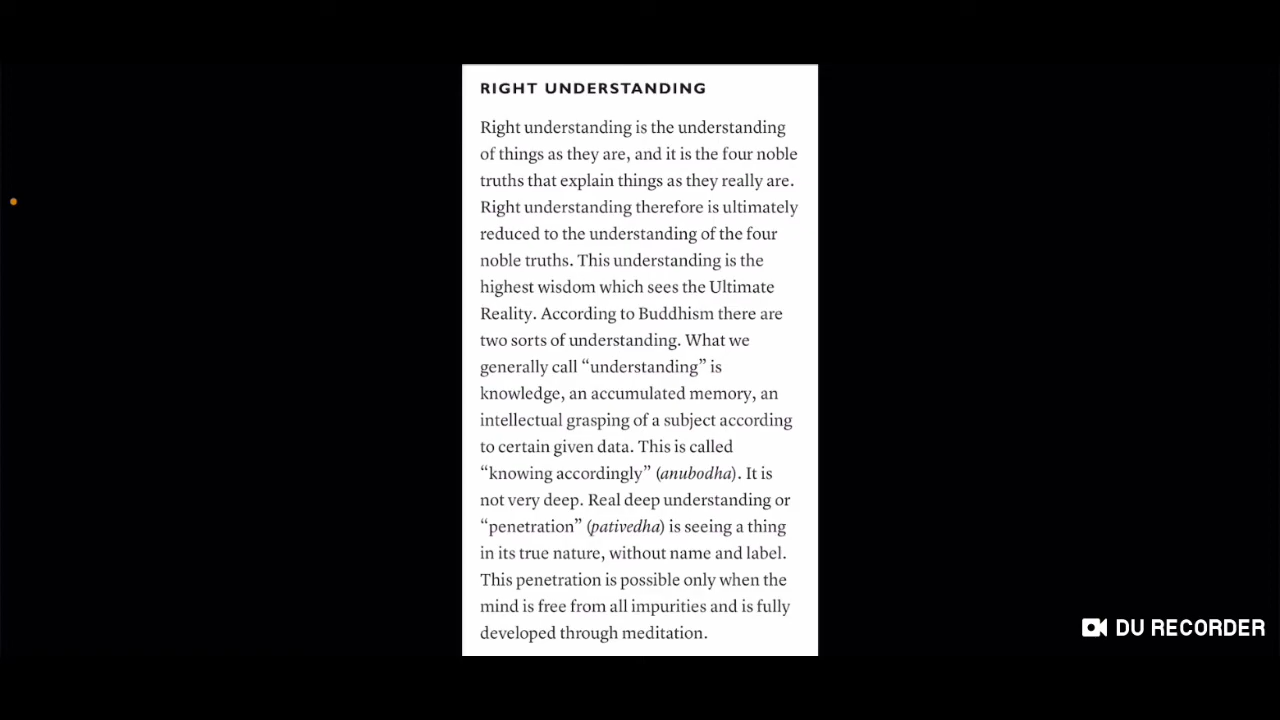 RIGHT UNDERSTANDING
Right understanding is the understanding
of things as they are, and it is the four noble
truths that explain things as they really are.
Right understanding therefore is ultimately
reduced to the understanding of the four
noble truths. This understanding is the
highest wisdom which sees the Ultimate
Reality. According to Buddhism there are
two sorts of understanding. What we
generally call “understanding” is
knowledge, an accumulated memory, an
intellectual grasping of a subject according
to certain given data. This is called
“knowing accordingly” (anubodha). It is
not very deep. Real deep understanding or
“penetration” (pativedha) is seeing a thing
in its true nature, without name and label.
This penetration is possible only when the
mind is free from all impurities and is fully
developed through meditation.
DU RECORDER